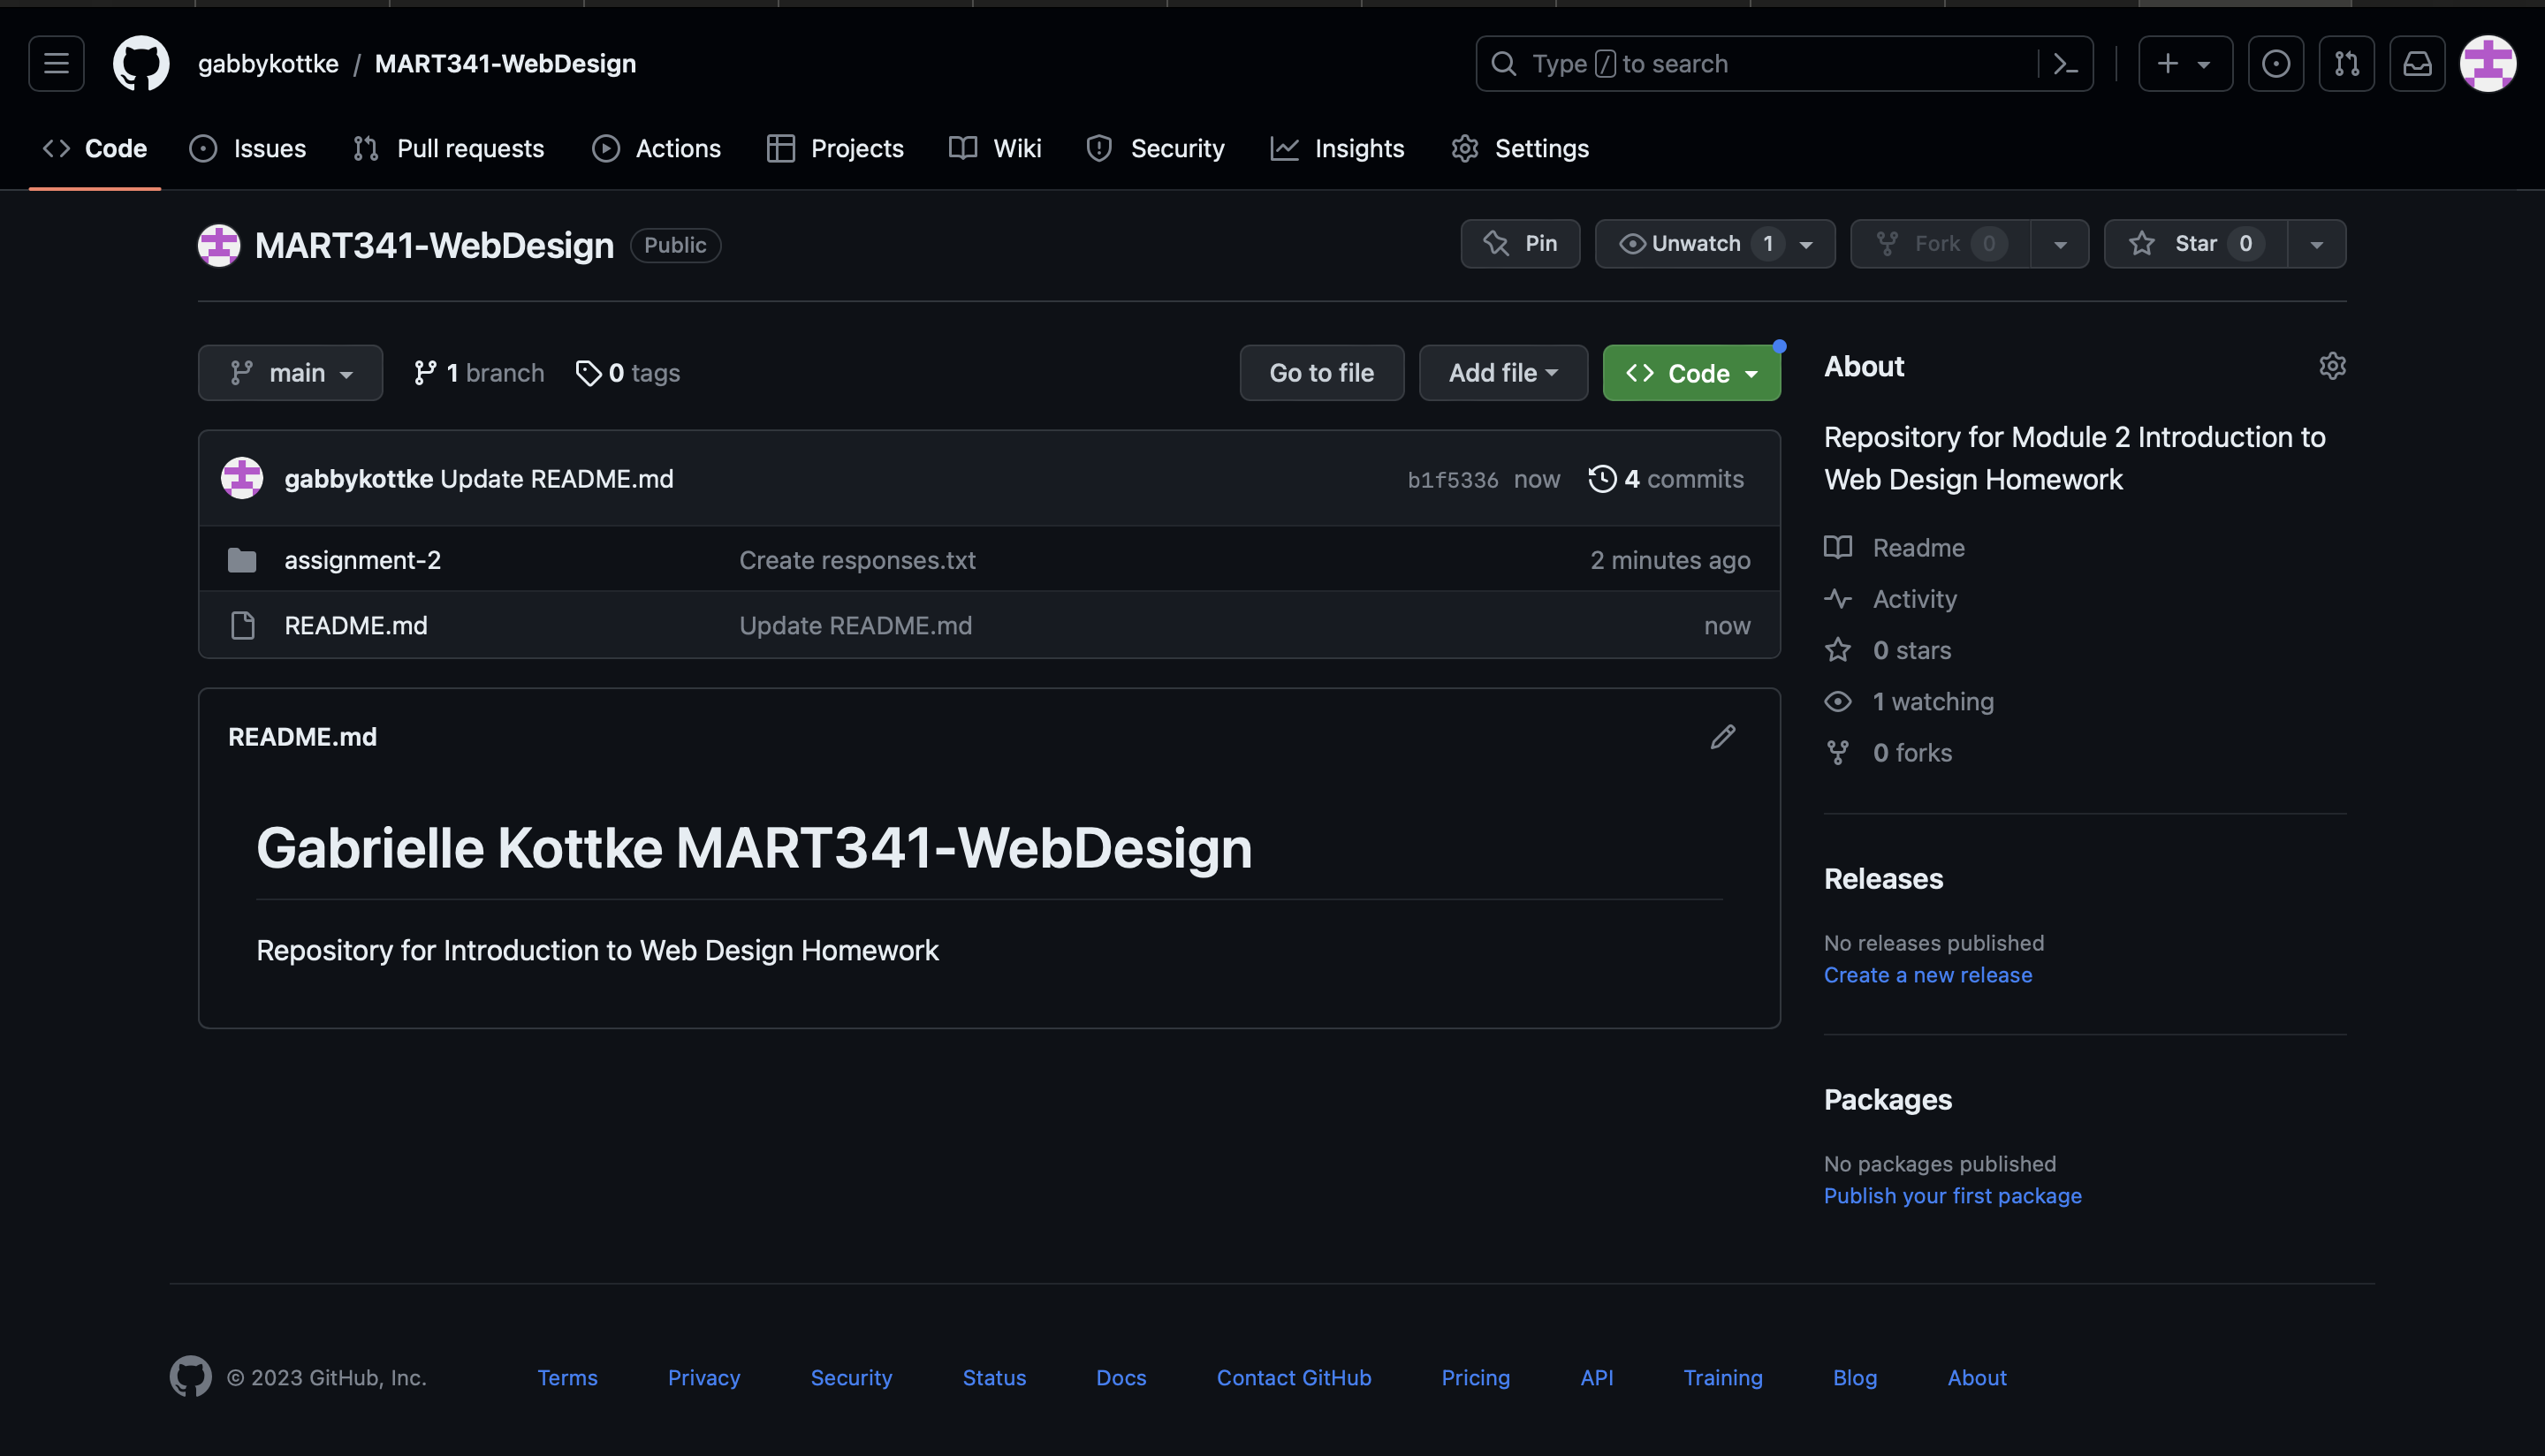 gabbykottke / MART341-WebDesign
Type / to search
Code Issues Pull requests Actions Projects Wiki Security Insights Settings
MART341-WebDesign Public
Pin Unwatch 1 Fork 0 Star 0
main 1 branch 0 tags
Go to file Add file Code
gabbykottke Update README.md b1f5336 now 4 commits
assignment-2 Create responses.txt 2 minutes ago
README.md Update README.md now
README.md
Gabrielle Kottke MART341-WebDesign
Repository for Introduction to Web Design Homework
About
Repository for Module 2 Introduction to
Web Design Homework
Readme
Activity
0 stars
1 watching
0 forks
Releases
No releases published
Create a new release
Packages
No packages published
Publish your first package
© 2023 GitHub, Inc. Terms Privacy Security Status Docs Contact GitHub Pricing API Training Blog About